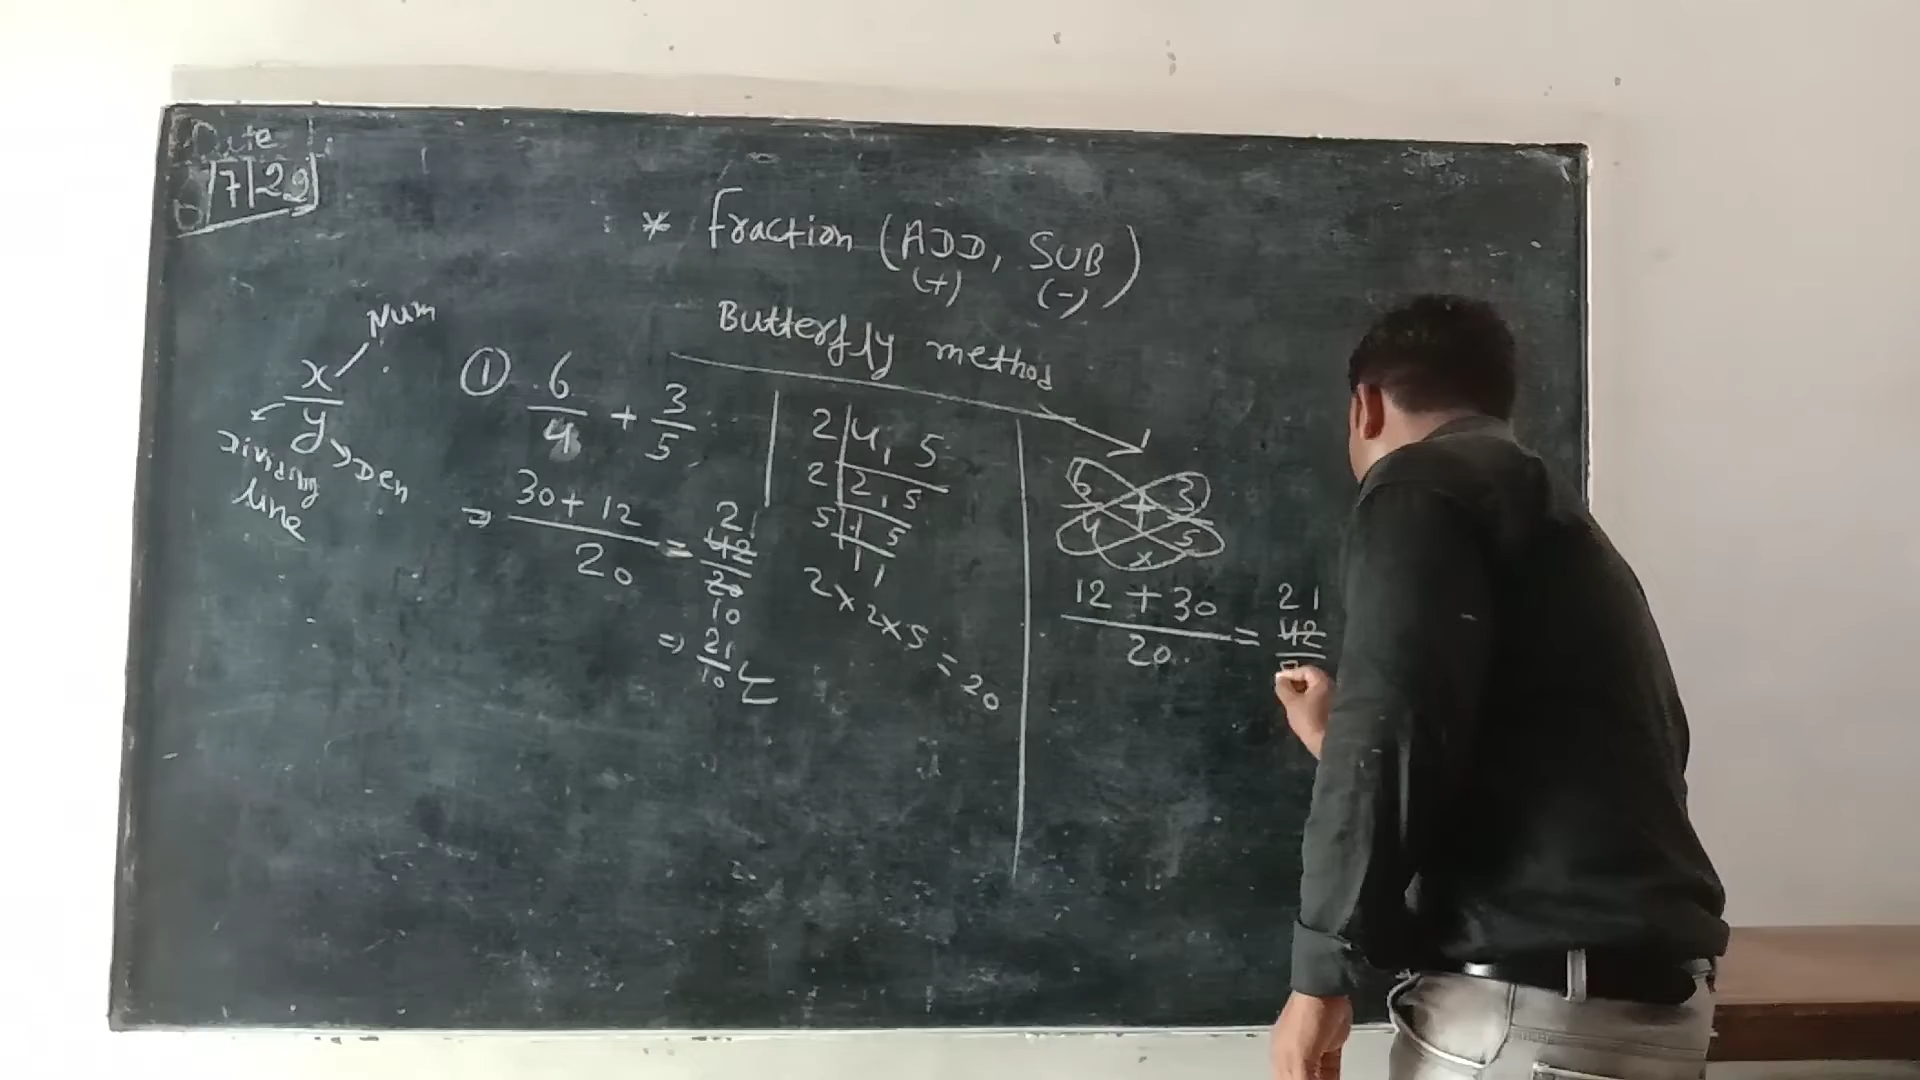 Date
/7/22
* Fraction (ADD, SUB)
(+) (-)
Butterfly method
Num
x
y
Den
Dividing
line
① 6/4 + 3/5
⇒ (30 + 12)/20 = 42/20
21
10
⇒ 21/10
2 | 4, 5
2 | 2, 5
5 | 1, 5
1 1
2 x 2 x 5 = 20
6 + 3
4 x 5
(12 + 30)/20 = 42
21